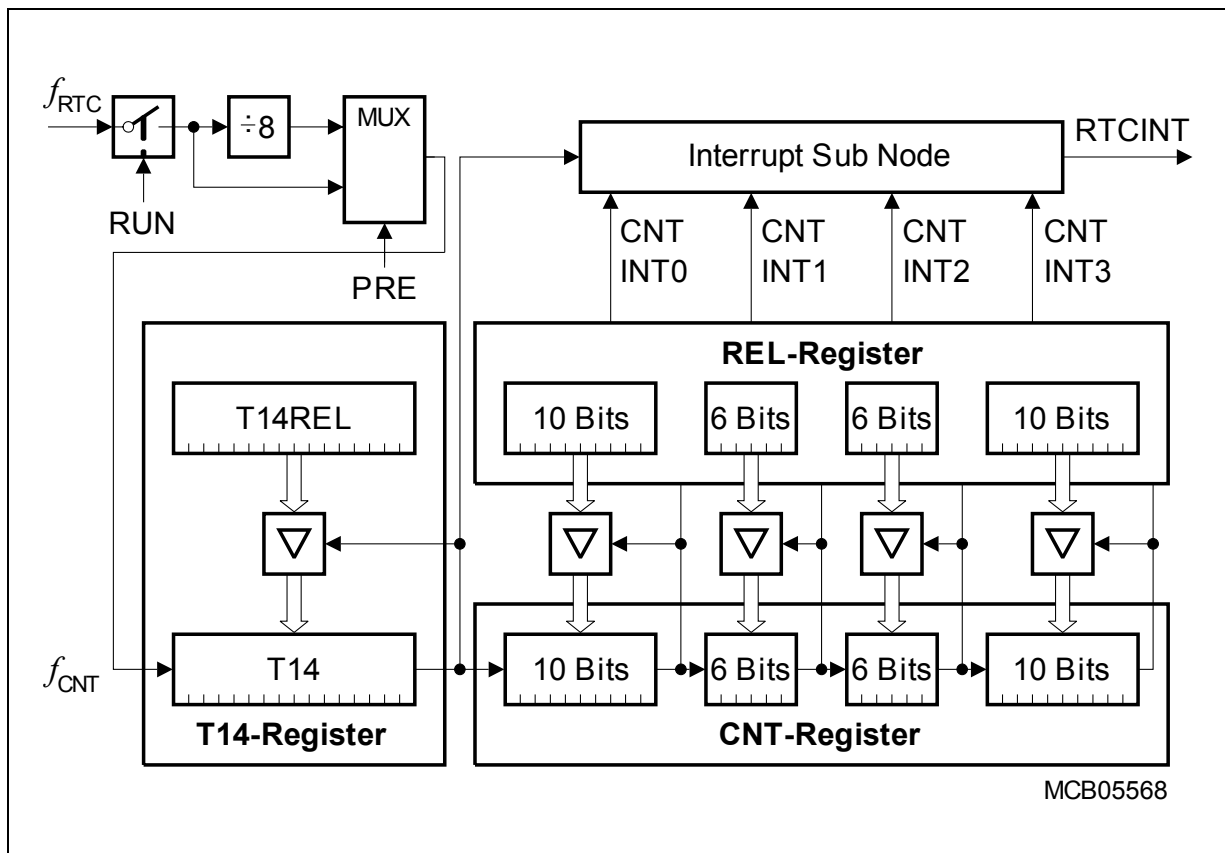 fRTC
÷8
MUX
RUN
PRE
Interrupt Sub Node
RTCINT
CNT INT0
CNT INT1
CNT INT2
CNT INT3
REL-Register
T14REL
10 Bits
6 Bits
6 Bits
10 Bits
fCNT
T14
10 Bits
6 Bits
6 Bits
10 Bits
T14-Register
CNT-Register
MCB05568